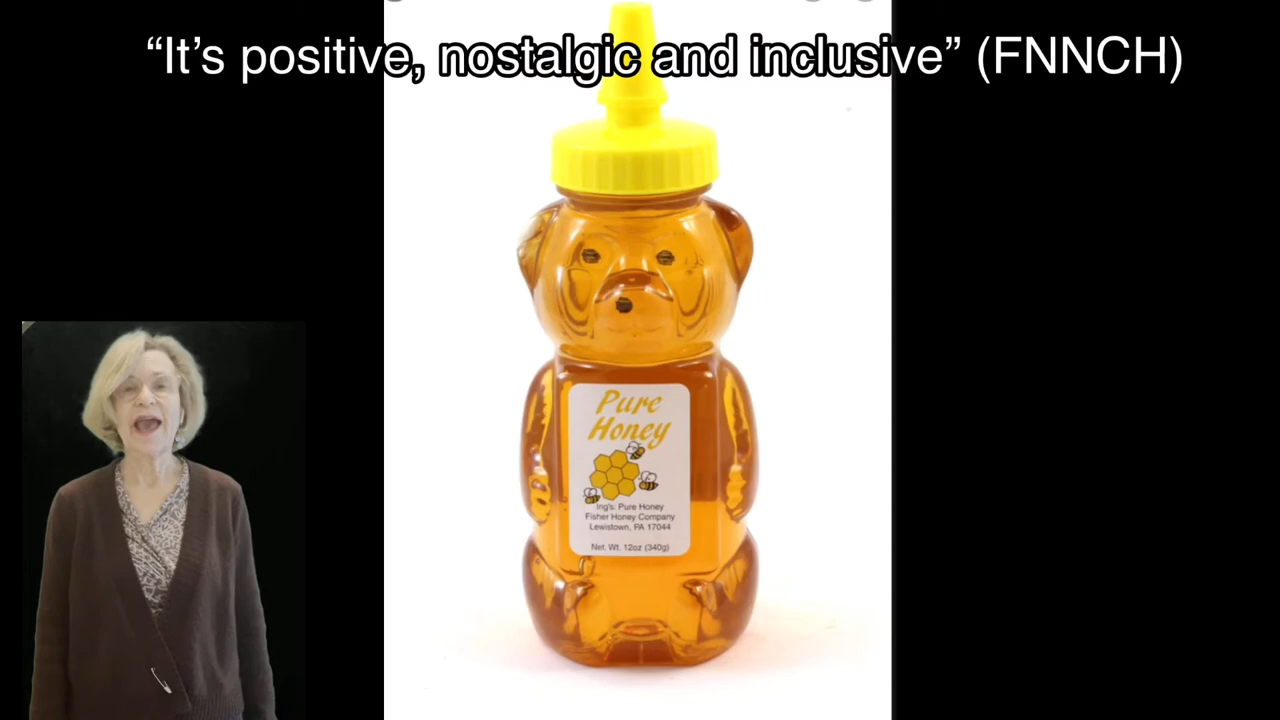 “It’s positive, nostalgic and inclusive” (FNNCH)
Pure
Honey
Ing's: Pure Honey
Fisher Honey Company
Lewistown, PA 17044
Net. Wt. 12oz (340g)